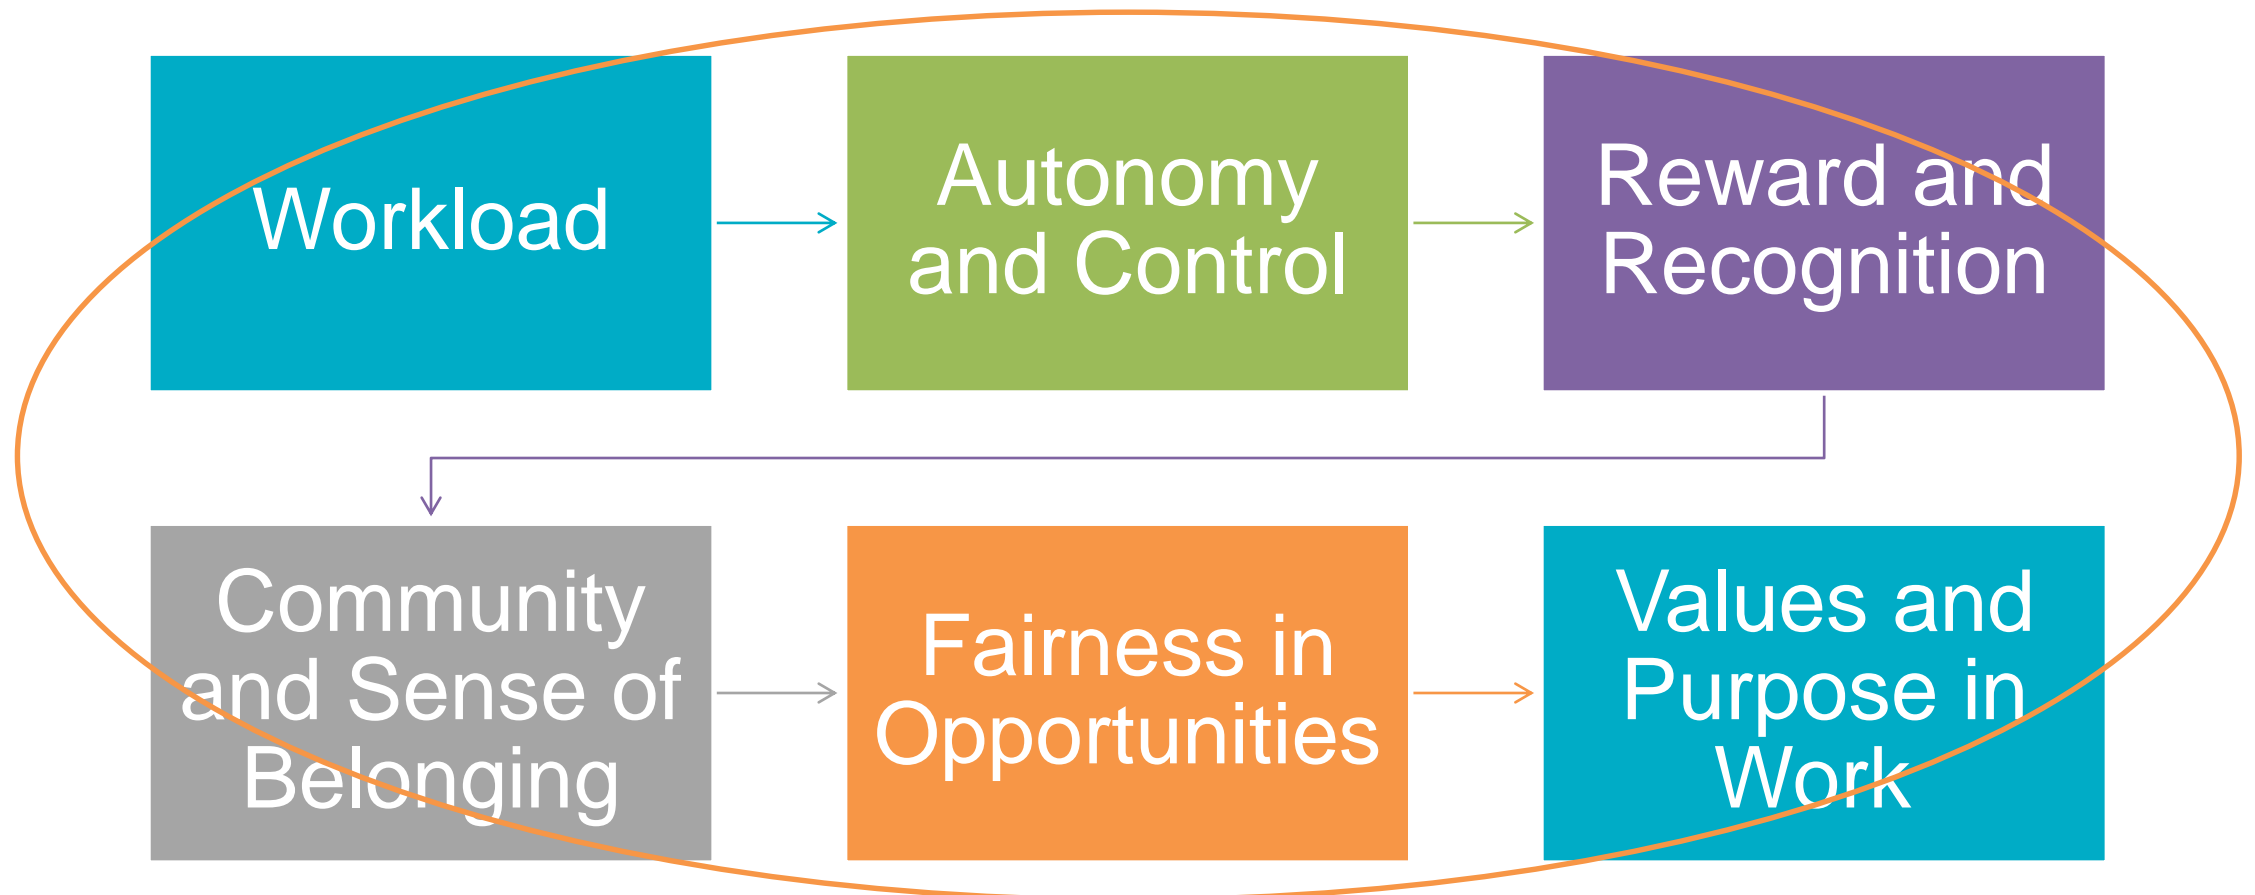 Workload
Autonomy
and Control
Reward and
Recognition
Community
and Sense of
Belonging
Fairness in
Opportunities
Values and
Purpose in
Work